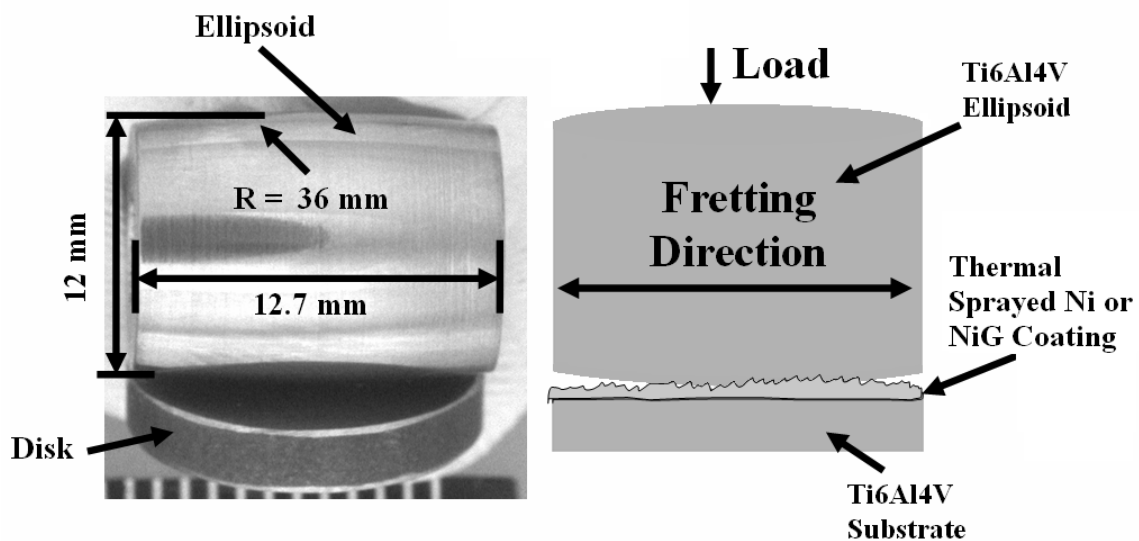 Ellipsoid
R = 36 mm
12 mm
12.7 mm
Disk
Load
Ti6Al4V
Ellipsoid
Fretting
Direction
Thermal
Sprayed Ni or
NiG Coating
Ti6Al4V
Substrate